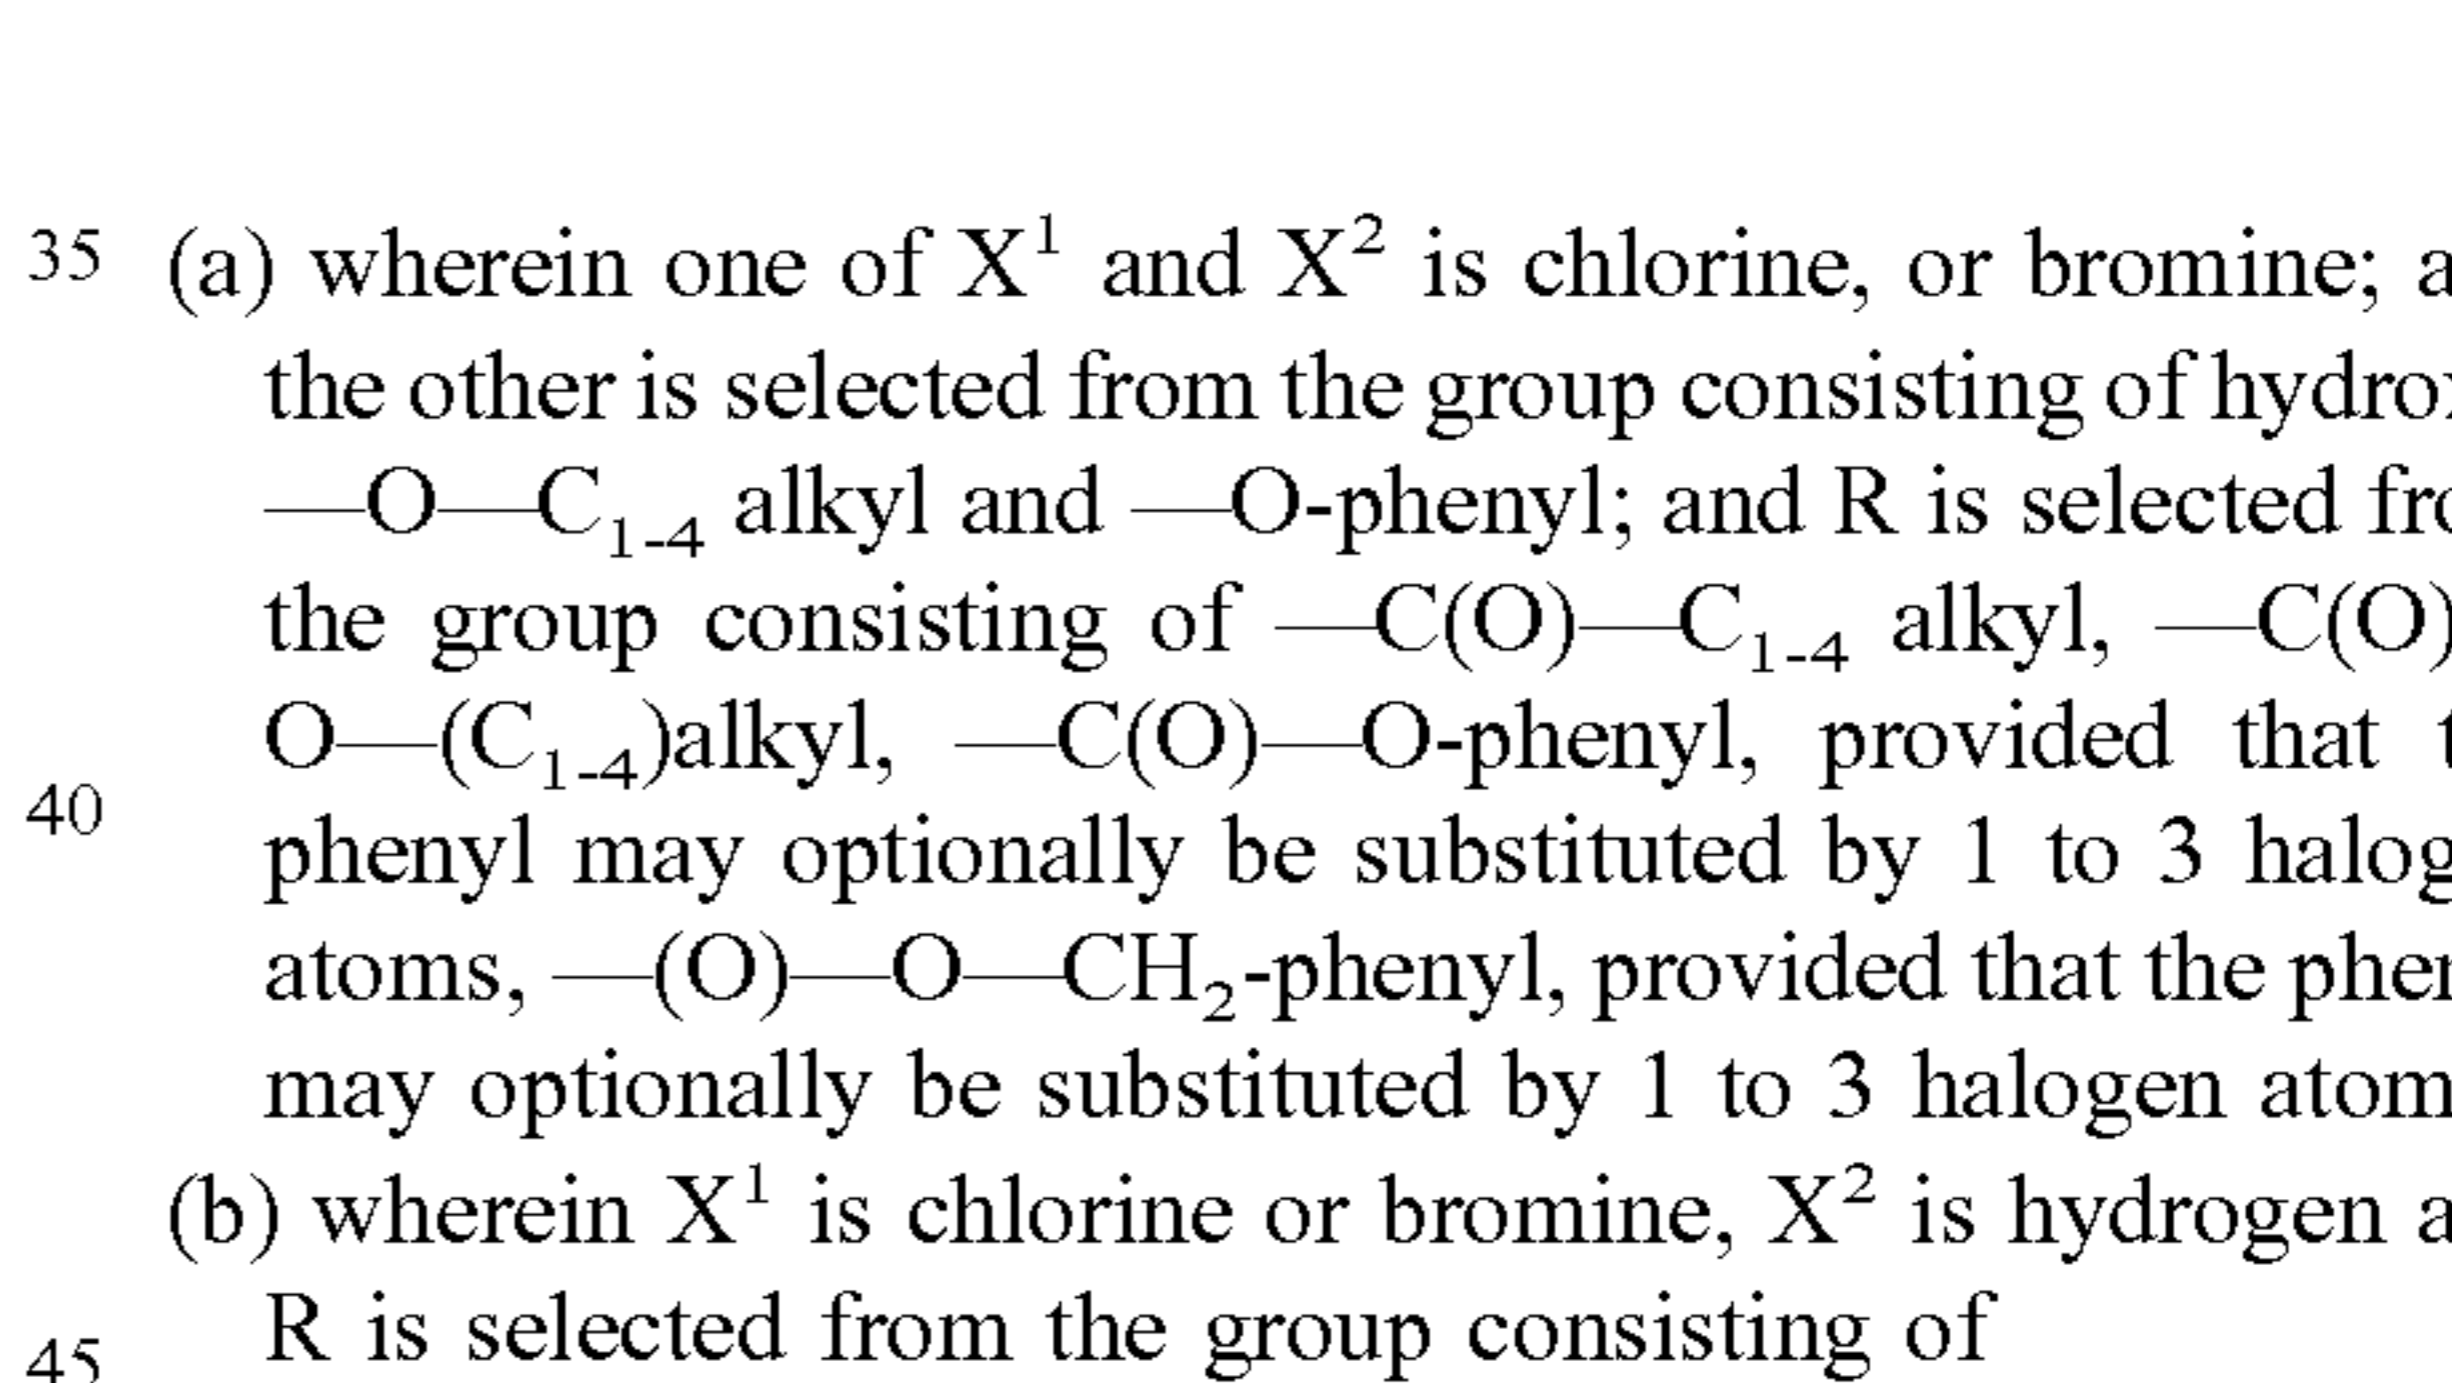 35 (a) wherein one of X¹ and X² is chlorine, or bromine;
the other is selected from the group consisting of
—O—C₁₋₄ alkyl and —O-phenyl; and R is selected
the group consisting of —C(O)—C₁₋₄ alkyl, —C(O)
O—(C₁₋₄)alkyl, —C(O)—O-phenyl, provided that
40 phenyl may optionally be substituted by 1 to 3
atoms, —(O)—O—CH₂-phenyl, provided that the
may optionally be substituted by 1 to 3 halogen atom
(b) wherein X¹ is chlorine or bromine, X² is hydrogen
45 R is selected from the group consisting of